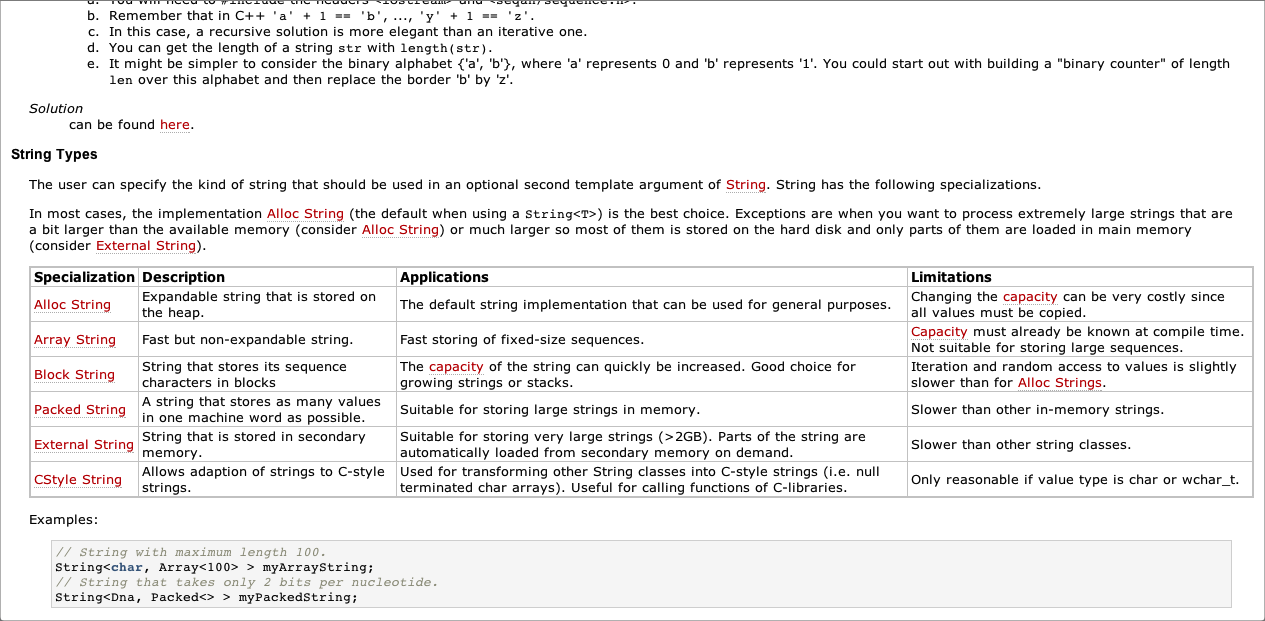 a. You will need to #include the headers <iostream> and <seqan/sequence.h>.
b. Remember that in C++ 'a' + 1 == 'b', ..., 'y' + 1 == 'z'.
c. In this case, a recursive solution is more elegant than an iterative one.
d. You can get the length of a string str with length(str).
e. It might be simpler to consider the binary alphabet {'a', 'b'}, where 'a' represents 0 and 'b' represents '1'. You could start out with building a "binary counter" of length
len over this alphabet and then replace the border 'b' by 'z'.
Solution
can be found here.
String Types
The user can specify the kind of string that should be used in an optional second template argument of String. String has the following specializations.
In most cases, the implementation Alloc String (the default when using a String<T>) is the best choice. Exceptions are when you want to process extremely large strings that are
a bit larger than the available memory (consider Alloc String) or much larger so most of them is stored on the hard disk and only parts of them are loaded in main memory
(consider External String).
Specialization Description Applications Limitations
Alloc String Expandable string that is stored on the heap. The default string implementation that can be used for general purposes. Changing the capacity can be very costly since all values must be copied.
Array String Fast but non-expandable string. Fast storing of fixed-size sequences. Capacity must already be known at compile time. Not suitable for storing large sequences.
Block String String that stores its sequence characters in blocks The capacity of the string can quickly be increased. Good choice for growing strings or stacks. Iteration and random access to values is slightly slower than for Alloc Strings.
Packed String A string that stores as many values in one machine word as possible. Suitable for storing large strings in memory. Slower than other in-memory strings.
External String String that is stored in secondary memory. Suitable for storing very large strings (>2GB). Parts of the string are automatically loaded from secondary memory on demand. Slower than other string classes.
CStyle String Allows adaption of strings to C-style strings. Used for transforming other String classes into C-style strings (i.e. null terminated char arrays). Useful for calling functions of C-libraries. Only reasonable if value type is char or wchar_t.
Examples:
// String with maximum length 100.
String<char, Array<100> > myArrayString;
// String that takes only 2 bits per nucleotide.
String<Dna, Packed<> > myPackedString;